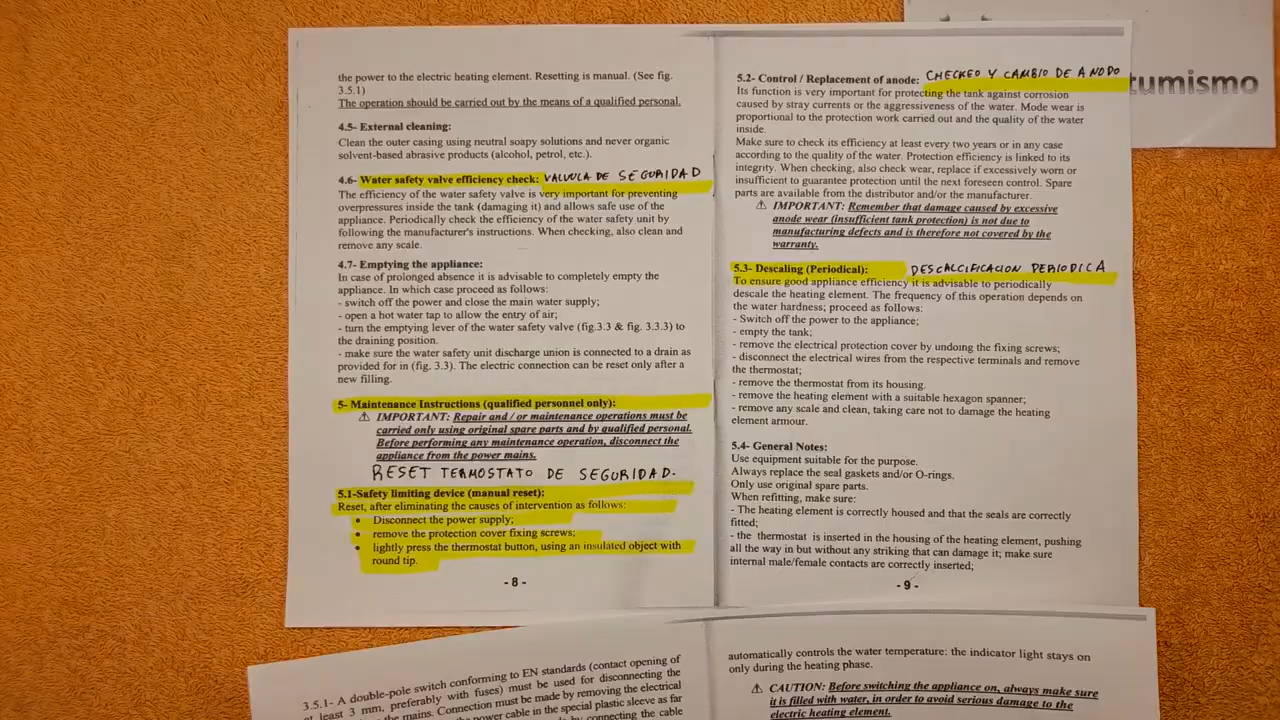 tumismo
the power to the electric heating element. Resetting is manual. (See fig.
3.5.1)
The operation should be carried out by the means of a qualified personal.
4.5- External cleaning:
Clean the outer casing using neutral soapy solutions and never organic
solvent-based abrasive products (alcohol, petrol, etc.).
4.6- Water safety valve efficiency check: VALVULA DE SEGURIDAD
The efficiency of the water safety valve is very important for preventing
overpressures inside the tank (damaging it) and allows safe use of the
appliance. Periodically check the efficiency of the water safety unit by
following the manufacturer's instructions. When checking, also clean and
remove any scale.
4.7- Emptying the appliance:
In case of prolonged absence it is advisable to completely empty the
appliance. In which case proceed as follows:
- switch off the power and close the main water supply;
- open a hot water tap to allow the entry of air;
- turn the emptying lever of the water safety valve (fig.3.3 & fig. 3.3.3) to
the draining position.
- make sure the water safety unit discharge union is connected to a drain as
provided for in (fig. 3.3). The electric connection can be reset only after a
new filling.
5- Maintenance Instructions (qualified personnel only):
⚠ IMPORTANT: Repair and / or maintenance operations must be
carried only using original spare parts and by qualified personal.
Before performing any maintenance operation, disconnect the
appliance from the power mains.
RESET TERMOSTATO DE SEGURIDAD.
5.1-Safety limiting device (manual reset);
Reset, after eliminating the causes of intervention as follows:
• Disconnect the power supply;
• remove the protection cover fixing screws;
• lightly press the thermostat button, using an insulated object with
round tip.
- 8 -
5.2- Control / Replacement of anode: CHECKEO Y CAMBIO DE ANODO
Its function is very important for protecting the tank against corrosion
caused by stray currents or the aggressiveness of the water. Mode wear is
proportional to the protection work carried out and the quality of the water
inside.
Make sure to check its efficiency at least every two years or in any case
according to the quality of the water. Protection efficiency is linked to its
integrity. When checking, also check wear, replace if excessively worn or
insufficient to guarantee protection until the next foreseen control. Spare
parts are available from the distributor and/or the manufacturer.
⚠ IMPORTANT: Remember that damage caused by excessive
anode wear (insufficient tank protection) is not due to
manufacturing defects and is therefore not covered by the
warranty.
5.3- Descaling (Periodical): DESCALCIFICACION PERIODICA
To ensure good appliance efficiency it is advisable to periodically
descale the heating element. The frequency of this operation depends on
the water hardness; proceed as follows:
- Switch off the power to the appliance;
- empty the tank;
- remove the electrical protection cover by undoing the fixing screws;
- disconnect the electrical wires from the respective terminals and remove
the thermostat;
- remove the thermostat from its housing.
- remove the heating element with a suitable hexagon spanner;
- remove any scale and clean, taking care not to damage the heating
element armour.
5.4- General Notes:
Use equipment suitable for the purpose.
Always replace the seal gaskets and/or O-rings.
Only use original spare parts.
When refitting, make sure:
- The heating element is correctly housed and that the seals are correctly
fitted;
- the thermostat is inserted in the housing of the heating element, pushing
all the way in but without any striking that can damage it; make sure
internal male/female contacts are correctly inserted;
- 9 -
3.5.1- A double-pole switch conforming to EN standards (contact opening of
least 3 mm, preferably with fuses) must be used for disconnecting the
the mains. Connection must be made by removing the electrical
power cable in the special plastic sleeve as far
by connecting the cable
automatically controls the water temperature: the indicator light stays on
only during the heating phase.
⚠ CAUTION: Before switching the appliance on, always make sure
it is filled with water, in order to avoid serious damage to the
electric heating element.